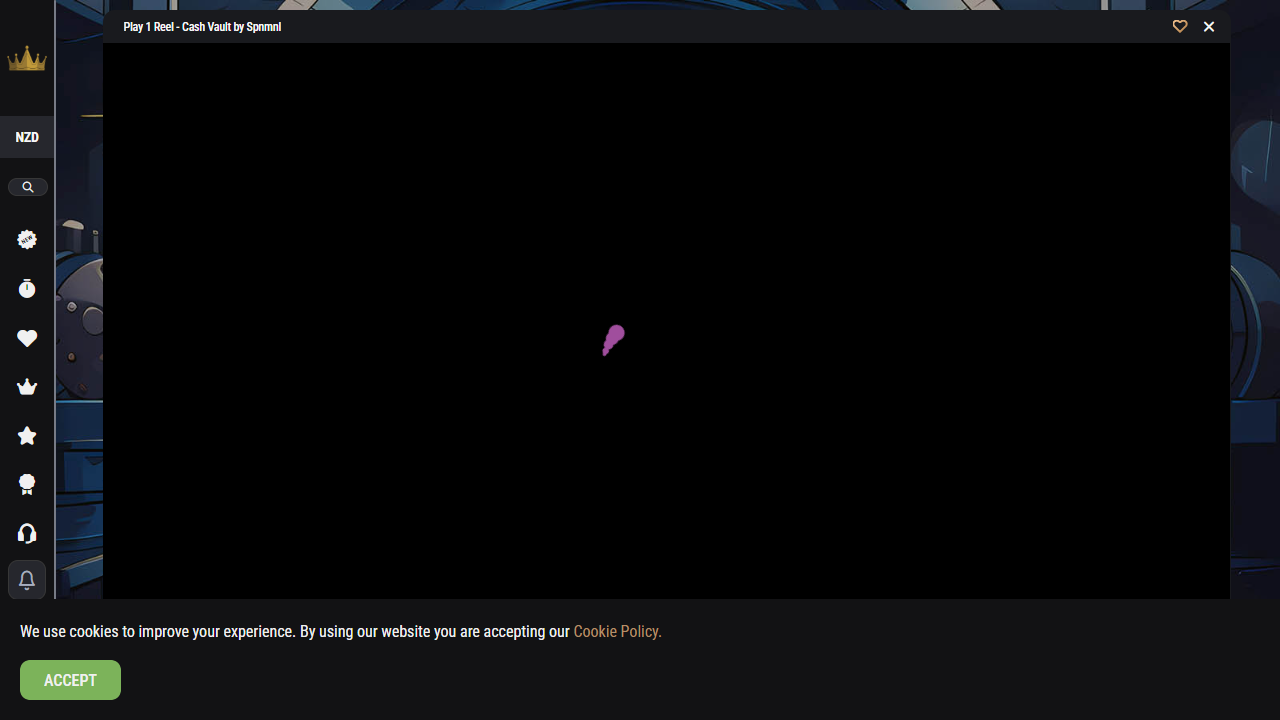 Play 1 Reel - Cash Vault by Spnmnl
NZD
NEW
We use cookies to improve your experience. By using our website you are accepting our Cookie Policy.
ACCEPT